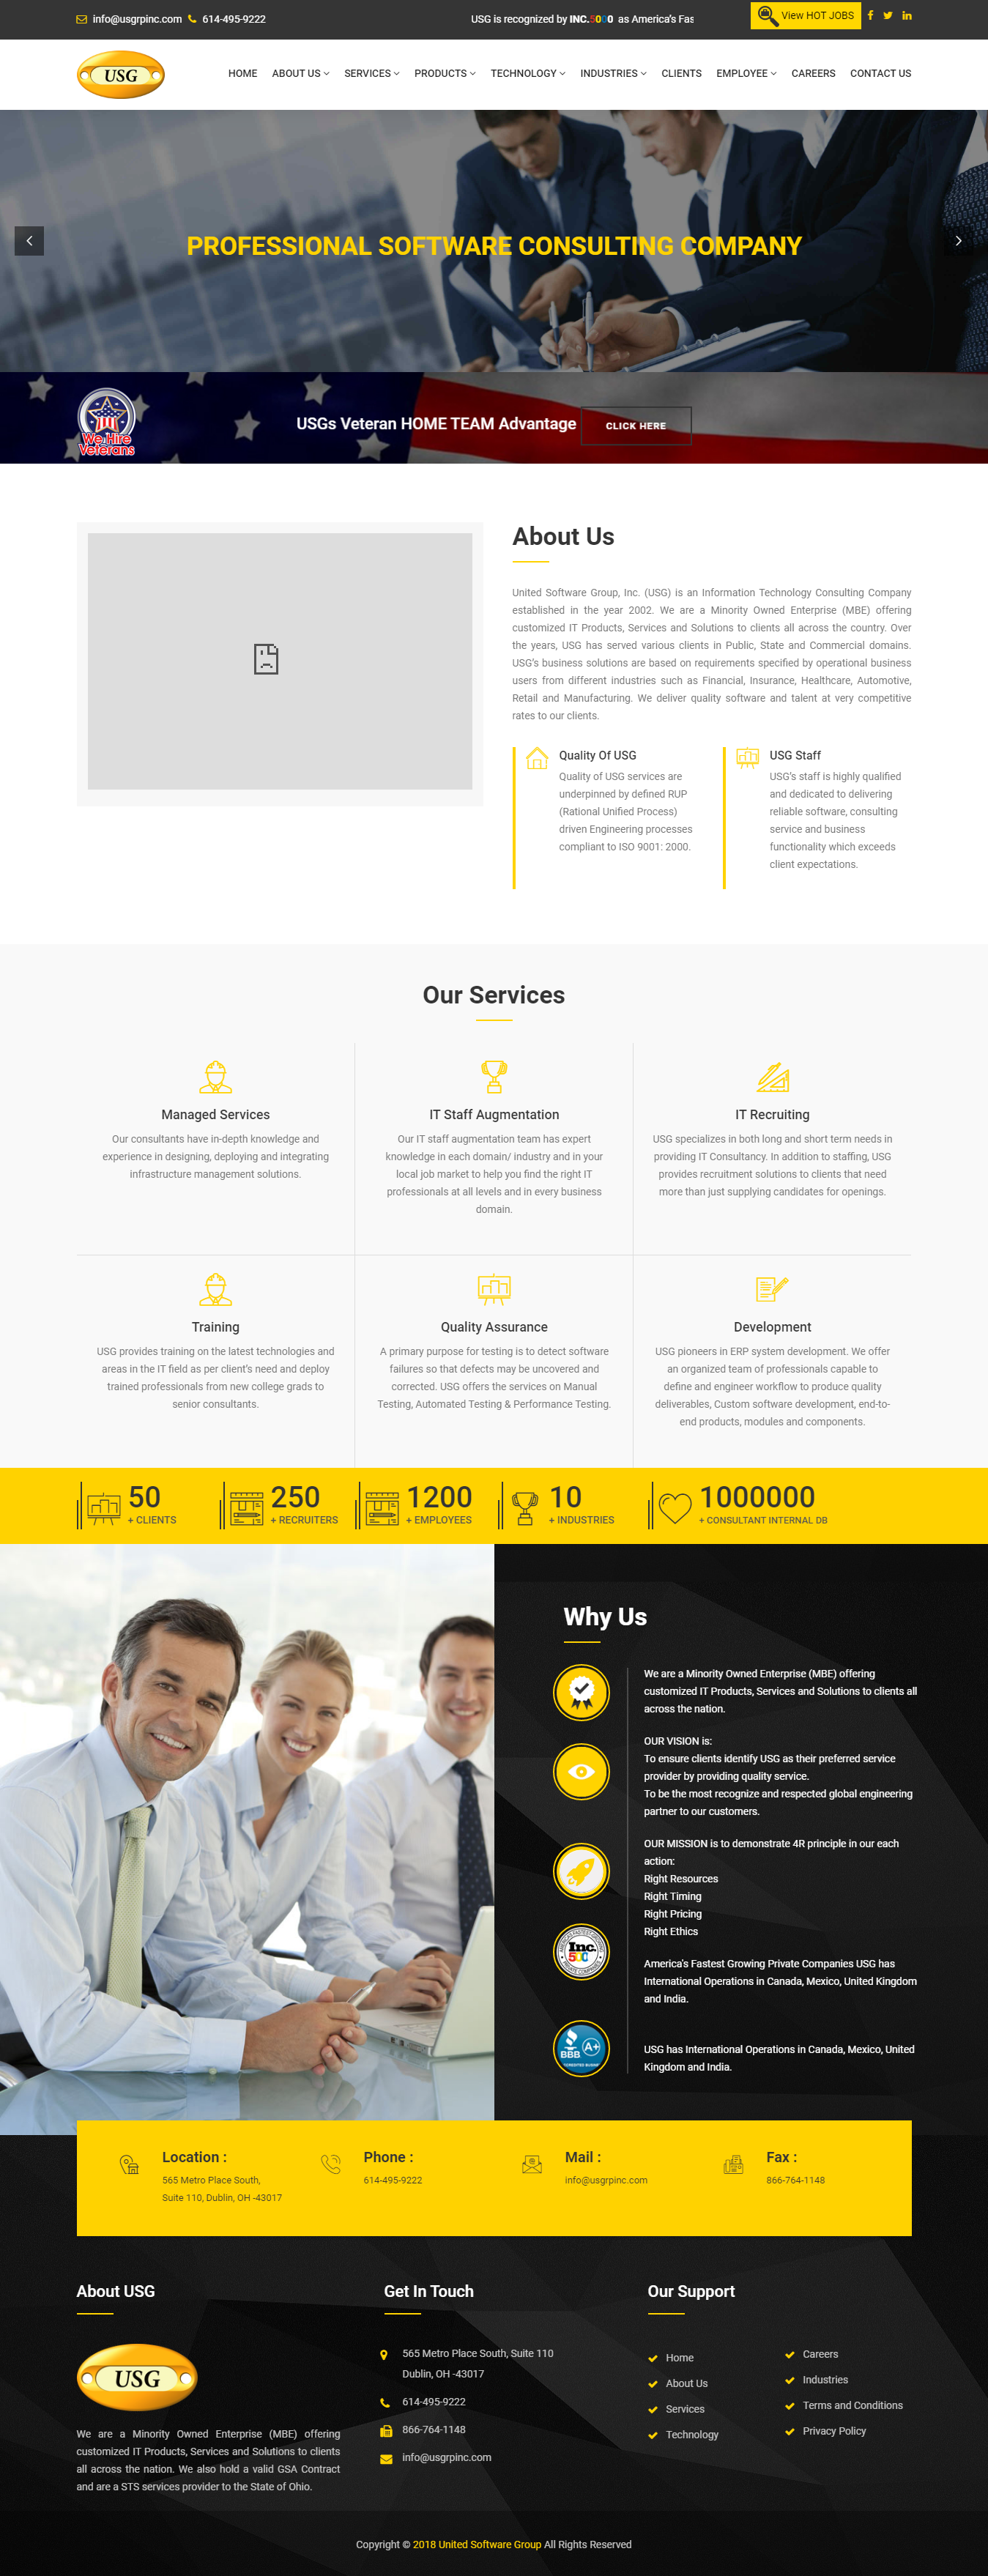 info@usgrpinc.com 614-495-9222
USG is recognized by INC.5000 as America's Fas
View HOT JOBS
USG
HOME ABOUT US SERVICES PRODUCTS TECHNOLOGY INDUSTRIES CLIENTS EMPLOYEE CAREERS CONTACT US
PROFESSIONAL SOFTWARE CONSULTING COMPANY
We Hire
Veterans
USGs Veteran HOME TEAM Advantage
CLICK HERE
About Us
United Software Group, Inc. (USG) is an Information Technology Consulting Company
established in the year 2002. We are a Minority Owned Enterprise (MBE) offering
customized IT Products, Services and Solutions to clients all across the country. Over
the years, USG has served various clients in Public, State and Commercial domains.
USG's business solutions are based on requirements specified by operational business
users from different industries such as Financial, Insurance, Healthcare, Automotive,
Retail and Manufacturing. We deliver quality software and talent at very competitive
rates to our clients.
Quality Of USG
Quality of USG services are
underpinned by defined RUP
(Rational Unified Process)
driven Engineering processes
compliant to ISO 9001: 2000.
USG Staff
USG's staff is highly qualified
and dedicated to delivering
reliable software, consulting
service and business
functionality which exceeds
client expectations.
Our Services
Managed Services
Our consultants have in-depth knowledge and
experience in designing, deploying and integrating
infrastructure management solutions.
IT Staff Augmentation
Our IT staff augmentation team has expert
knowledge in each domain/ industry and in your
local job market to help you find the right IT
professionals at all levels and in every business
domain.
IT Recruiting
USG specializes in both long and short term needs in
providing IT Consultancy. In addition to staffing, USG
provides recruitment solutions to clients that need
more than just supplying candidates for openings.
Training
USG provides training on the latest technologies and
areas in the IT field as per client's need and deploy
trained professionals from new college grads to
senior consultants.
Quality Assurance
A primary purpose for testing is to detect software
failures so that defects may be uncovered and
corrected. USG offers the services on Manual
Testing, Automated Testing & Performance Testing.
Development
USG pioneers in ERP system development. We offer
an organized team of professionals capable to
define and engineer workflow to produce quality
deliverables, Custom software development, end-to-
end products, modules and components.
50
+ CLIENTS
250
+ RECRUITERS
1200
+ EMPLOYEES
10
+ INDUSTRIES
1000000
+ CONSULTANT INTERNAL DB
Why Us
We are a Minority Owned Enterprise (MBE) offering
customized IT Products, Services and Solutions to clients all
across the nation.
OUR VISION is:
To ensure clients identify USG as their preferred service
provider by providing quality service.
To be the most recognize and respected global engineering
partner to our customers.
OUR MISSION is to demonstrate 4R principle in our each
action:
Right Resources
Right Timing
Right Pricing
Right Ethics
Inc.
500
America's Fastest Growing Private Companies USG has
International Operations in Canada, Mexico, United Kingdom
and India.
BBB A+
USG has International Operations in Canada, Mexico, United
Kingdom and India.
Location :
565 Metro Place South,
Suite 110, Dublin, OH -43017
Phone :
614-495-9222
Mail :
info@usgrpinc.com
Fax :
866-764-1148
About USG
USG
We are a Minority Owned Enterprise (MBE) offering
customized IT Products, Services and Solutions to clients
all across the nation. We also hold a valid GSA Contract
and are a STS services provider to the State of Ohio.
Get In Touch
565 Metro Place South, Suite 110
Dublin, OH -43017
614-495-9222
866-764-1148
info@usgrpinc.com
Our Support
Home
About Us
Services
Technology
Careers
Industries
Terms and Conditions
Privacy Policy
Copyright © 2018 United Software Group All Rights Reserved